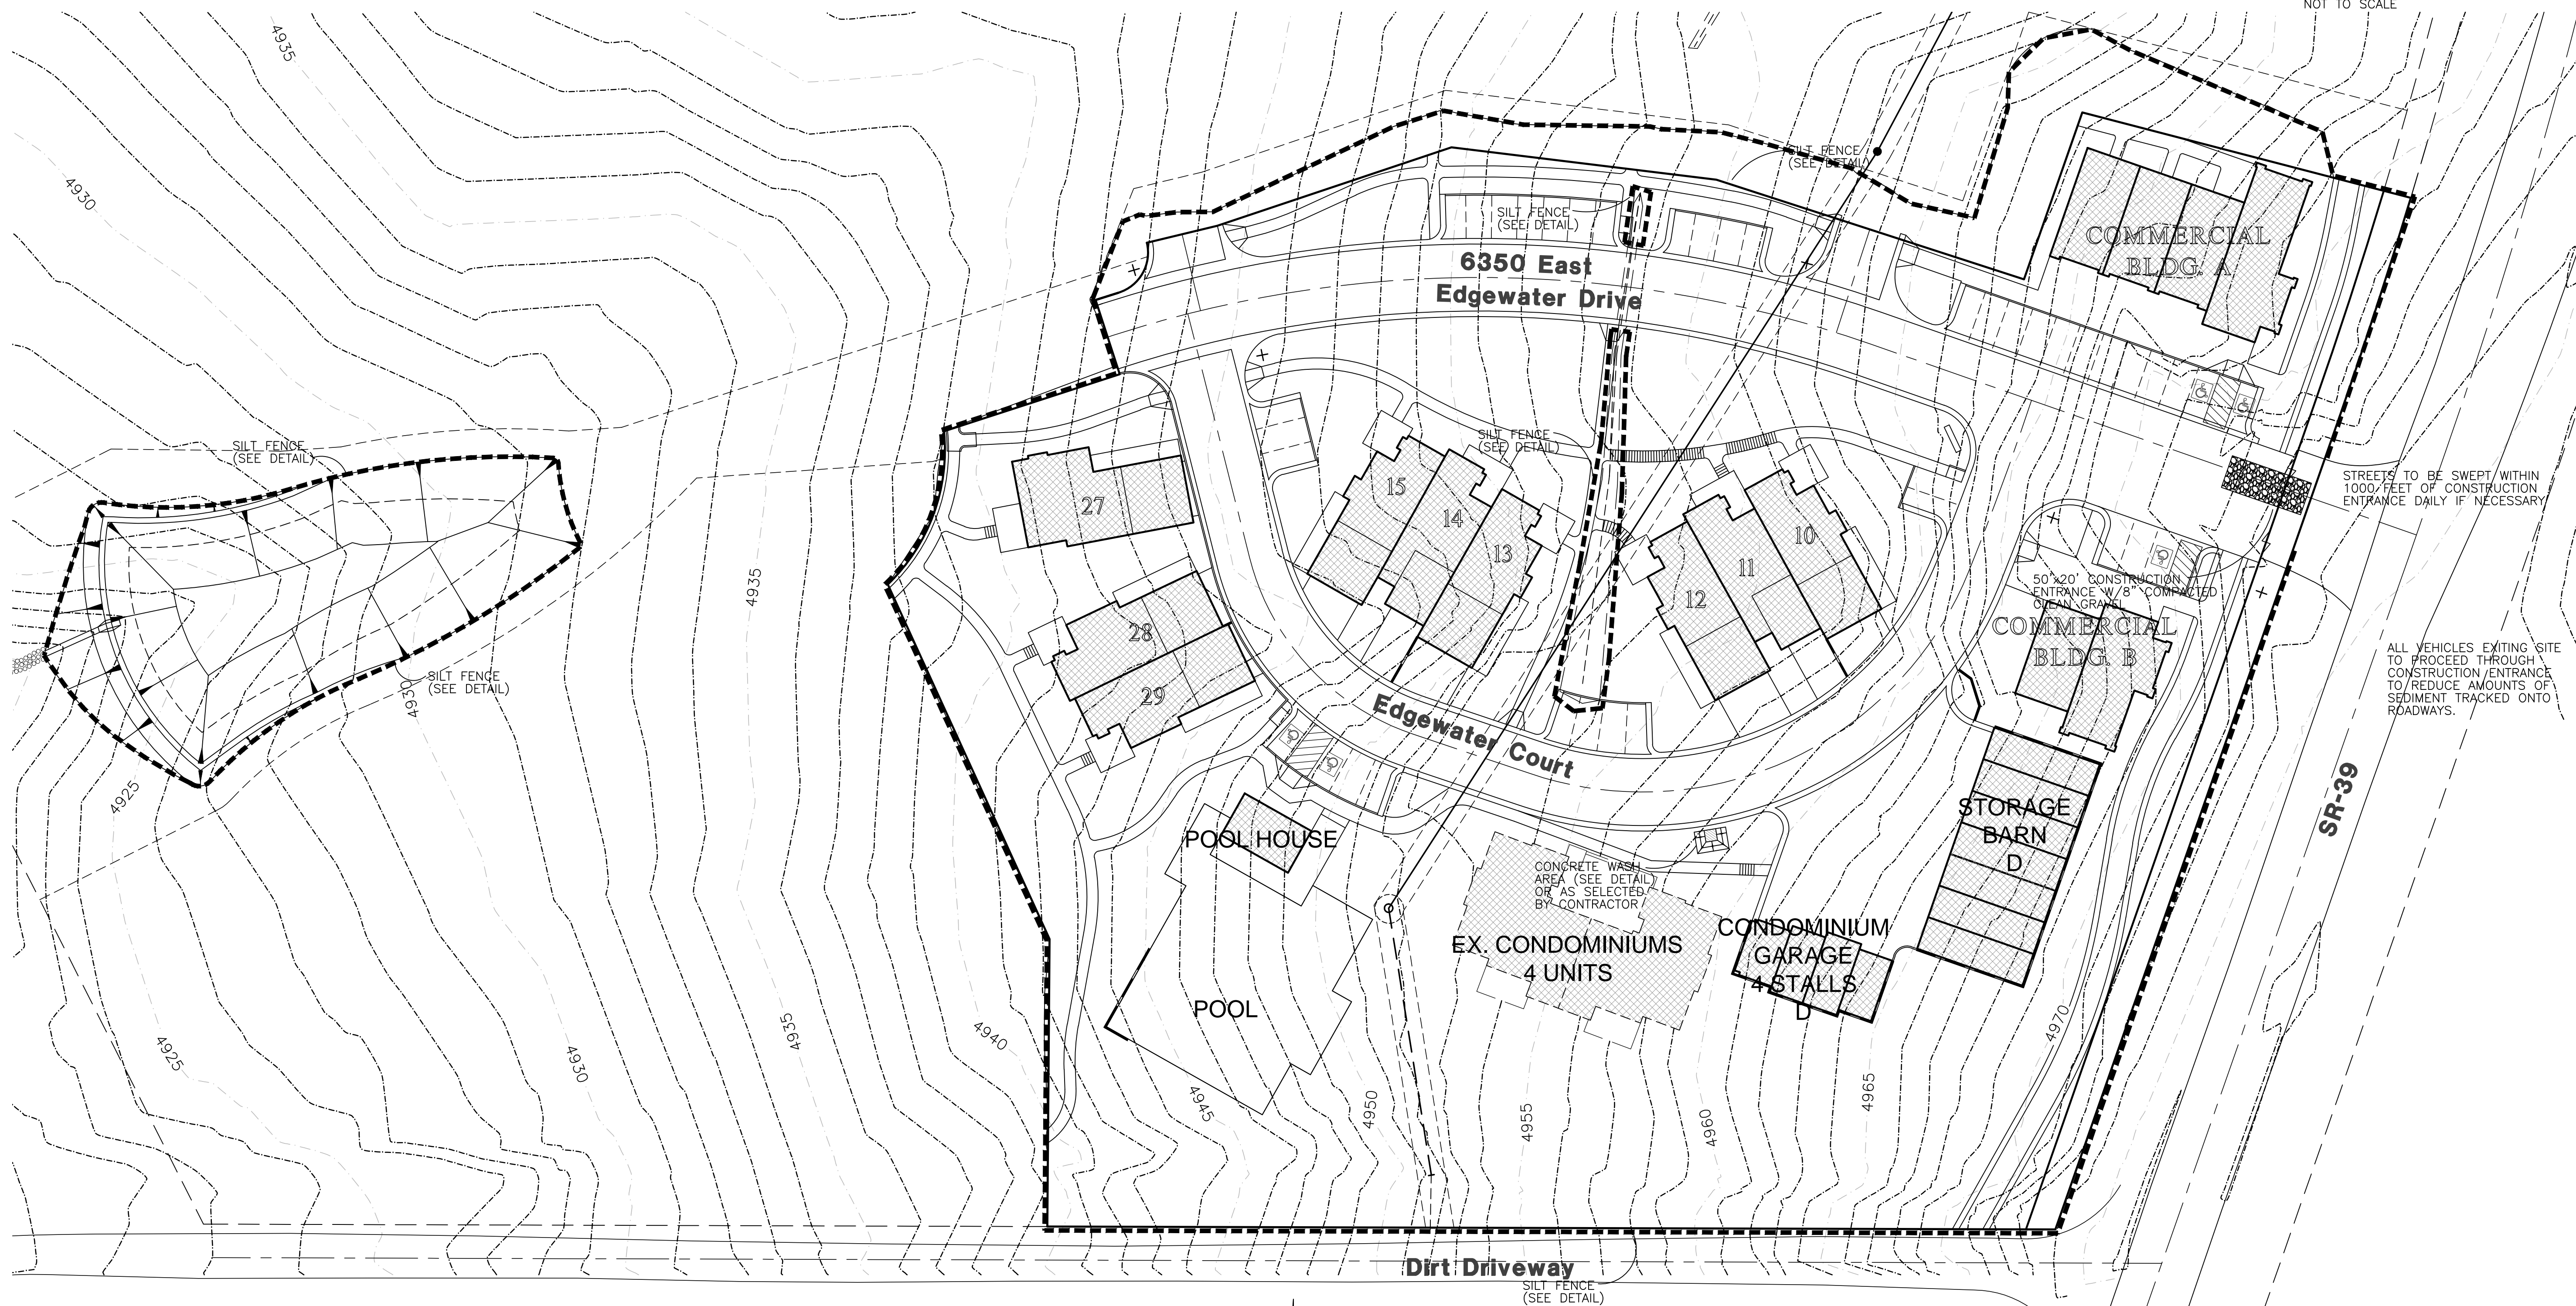 NOT TO SCALE
4935
4930
SILT FENCE
(SEE DETAIL)
SILT FENCE
(SEE DETAIL)
COMMERCIAL
BLDG. A
6350 East
Edgewater Drive
SILT FENCE
(SEE DETAIL)
SILT FENCE
(SEE DETAIL)
STREETS TO BE SWEPT WITHIN
1000 FEET OF CONSTRUCTION
ENTRANCE DAILY IF NECESSARY
27
15
14
13
12
11
10
4935
50'x20' CONSTRUCTION
ENTRANCE W/ 8" COMPACTED
CLEAN GRAVEL
COMMERCIAL
BLDG. B
28
29
ALL VEHICLES EXITING SITE
TO PROCEED THROUGH
CONSTRUCTION ENTRANCE
TO REDUCE AMOUNTS OF
SEDIMENT TRACKED ONTO
ROADWAYS.
SILT FENCE
(SEE DETAIL)
4930
Edgewater Court
4925
SR-39
STORAGE
BARN
D
POOL HOUSE
CONCRETE WASH
AREA (SEE DETAIL)
OR AS SELECTED
BY CONTRACTOR
EX. CONDOMINIUMS
4 UNITS
CONDOMINIUM
GARAGE
4 STALLS
D
POOL
4925
4930
4935
4940
4945
4950
4955
4960
4965
4970
Dirt Driveway
SILT FENCE
(SEE DETAIL)